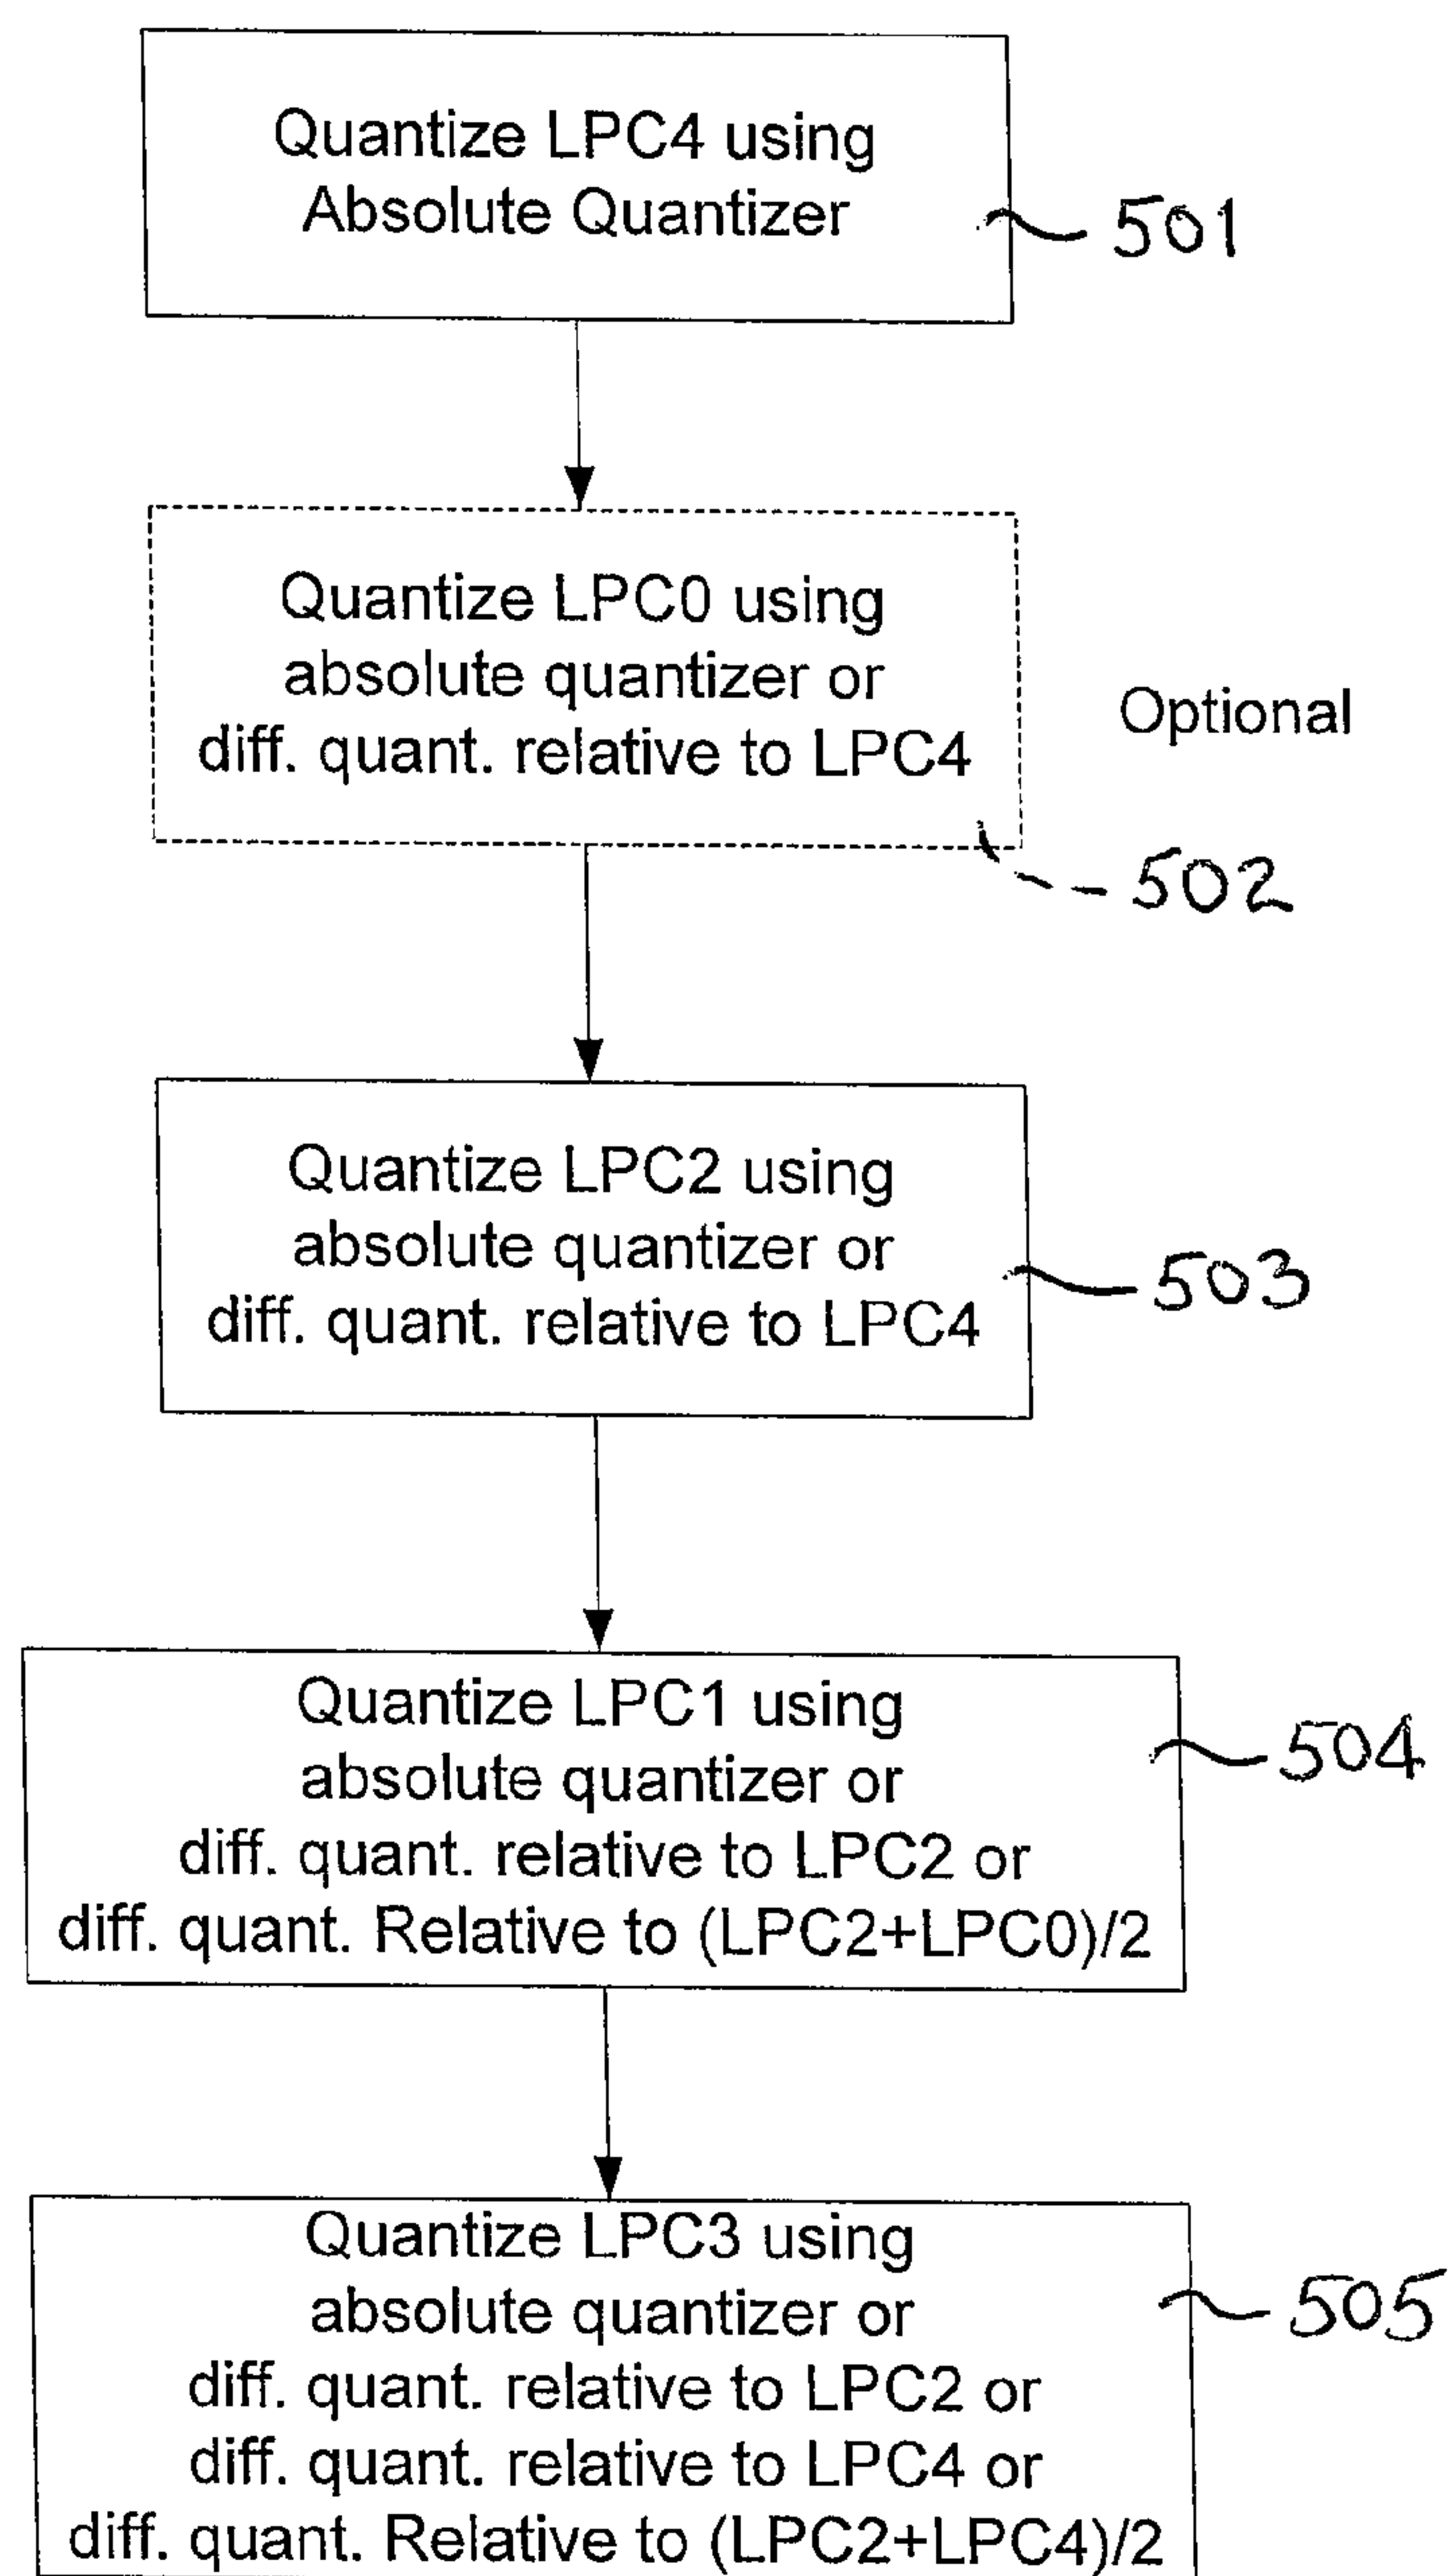 Quantize LPC4 using
Absolute Quantizer
501
Quantize LPC0 using
absolute quantizer or
diff. quant. relative to LPC4
Optional
502
Quantize LPC2 using
absolute quantizer or
diff. quant. relative to LPC4
503
Quantize LPC1 using
absolute quantizer or
diff. quant. relative to LPC2 or
diff. quant. Relative to (LPC2+LPC0)/2
504
Quantize LPC3 using
absolute quantizer or
diff. quant. relative to LPC2 or
diff. quant. relative to LPC4 or
diff. quant. Relative to (LPC2+LPC4)/2
505